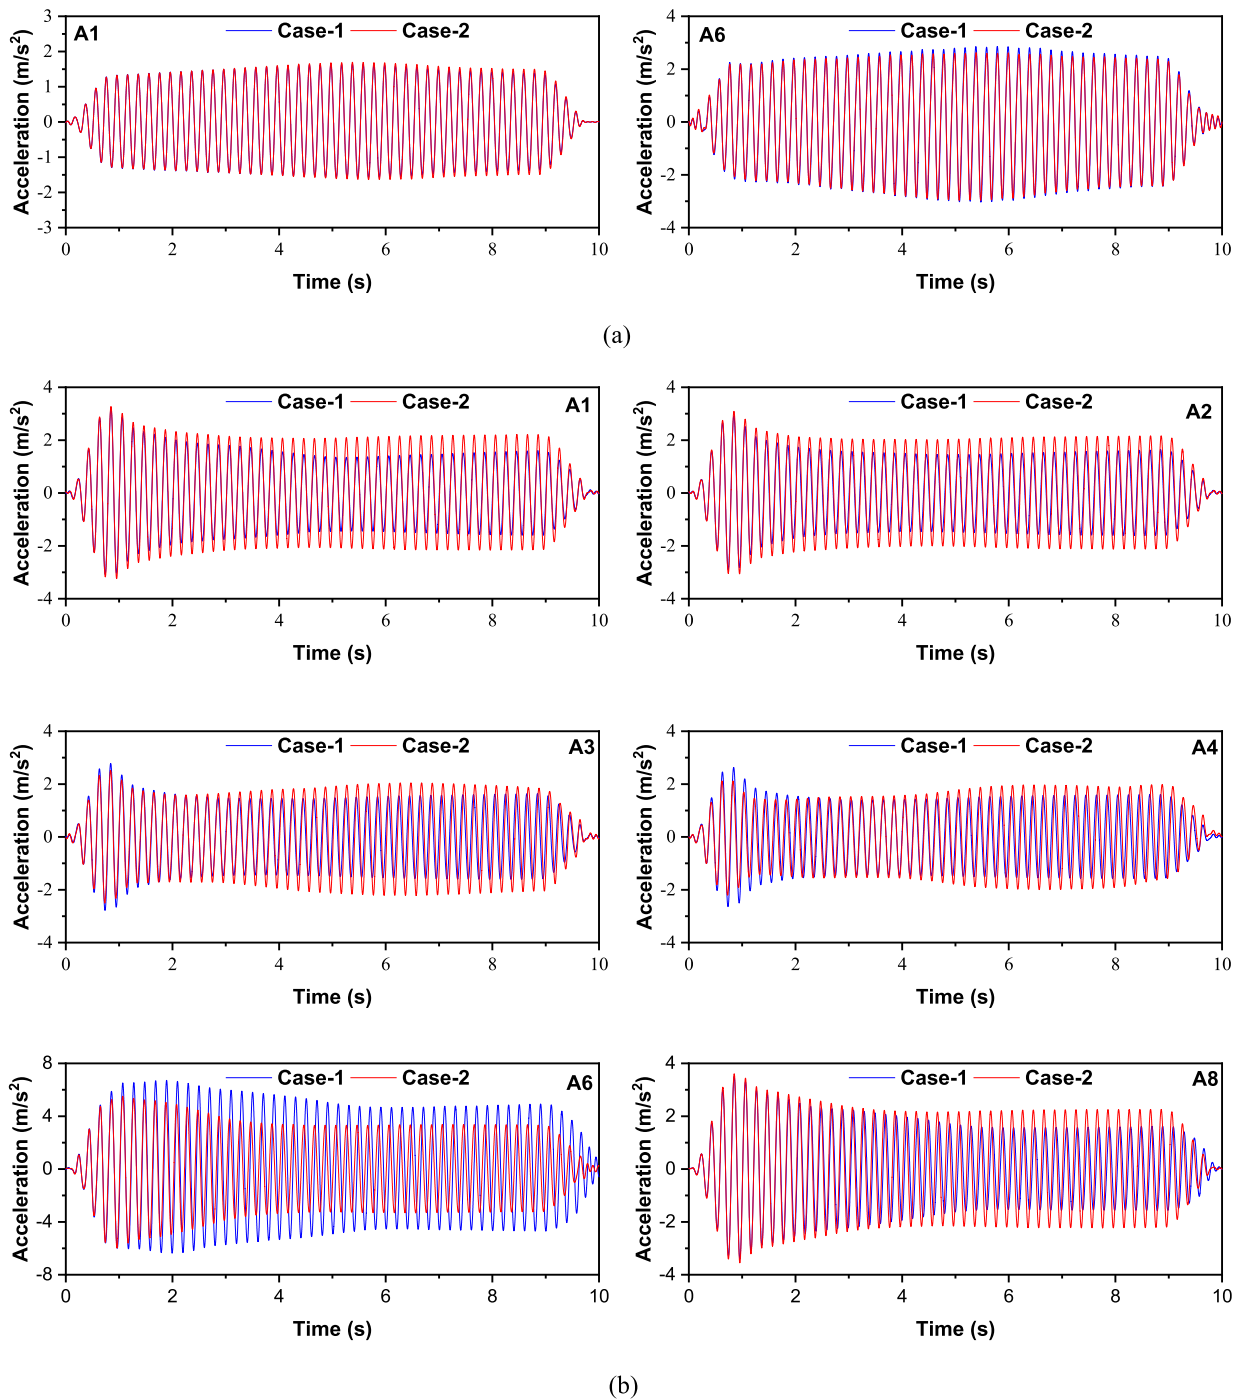 A1 Case-1 Case-2
Acceleration (m/s²)
3
2
1
0
-1
-2
-3
0 2 4 6 8 10
Time (s)
A6 Case-1 Case-2
Acceleration (m/s²)
4
2
0
-2
-4
0 2 4 6 8 10
Time (s)
(a)
Case-1 Case-2 A1
Acceleration (m/s²)
4
2
0
-2
-4
0 2 4 6 8 10
Time (s)
Case-1 Case-2 A2
Acceleration (m/s²)
4
2
0
-2
-4
0 2 4 6 8 10
Time (s)
Case-1 Case-2 A3
Acceleration (m/s²)
4
2
0
-2
-4
0 2 4 6 8 10
Time (s)
Case-1 Case-2 A4
Acceleration (m/s²)
4
2
0
-2
-4
0 2 4 6 8 10
Time (s)
Case-1 Case-2 A6
Acceleration (m/s²)
8
4
0
-4
-8
0 2 4 6 8 10
Time (s)
Case-1 Case-2 A8
Acceleration (m/s²)
4
2
0
-2
-4
0 2 4 6 8 10
Time (s)
(b)